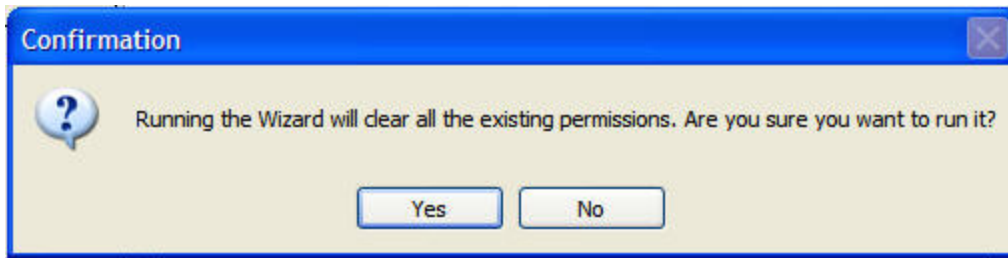 Confirmation
Running the Wizard will clear all the existing permissions. Are you sure you want to run it?
Yes No